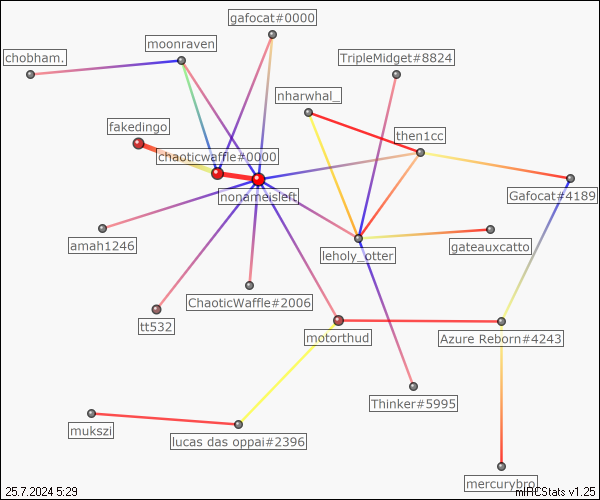 gafocat#0000
moonraven
chobham.
TripleMidget#8824
nharwhal_
fakedingo
then1cc
chaoticwaffle#0000
nonameisleft
Gafocat#4189
amah1246
leholy_otter
gateauxcatto
ChaoticWaffle#2006
tt532
motorthud
Azure Reborn#4243
Thinker#5995
mukszi
lucas das oppai#2396
mercurybro
25.7.2024 5:29
mIRCStats v1.25